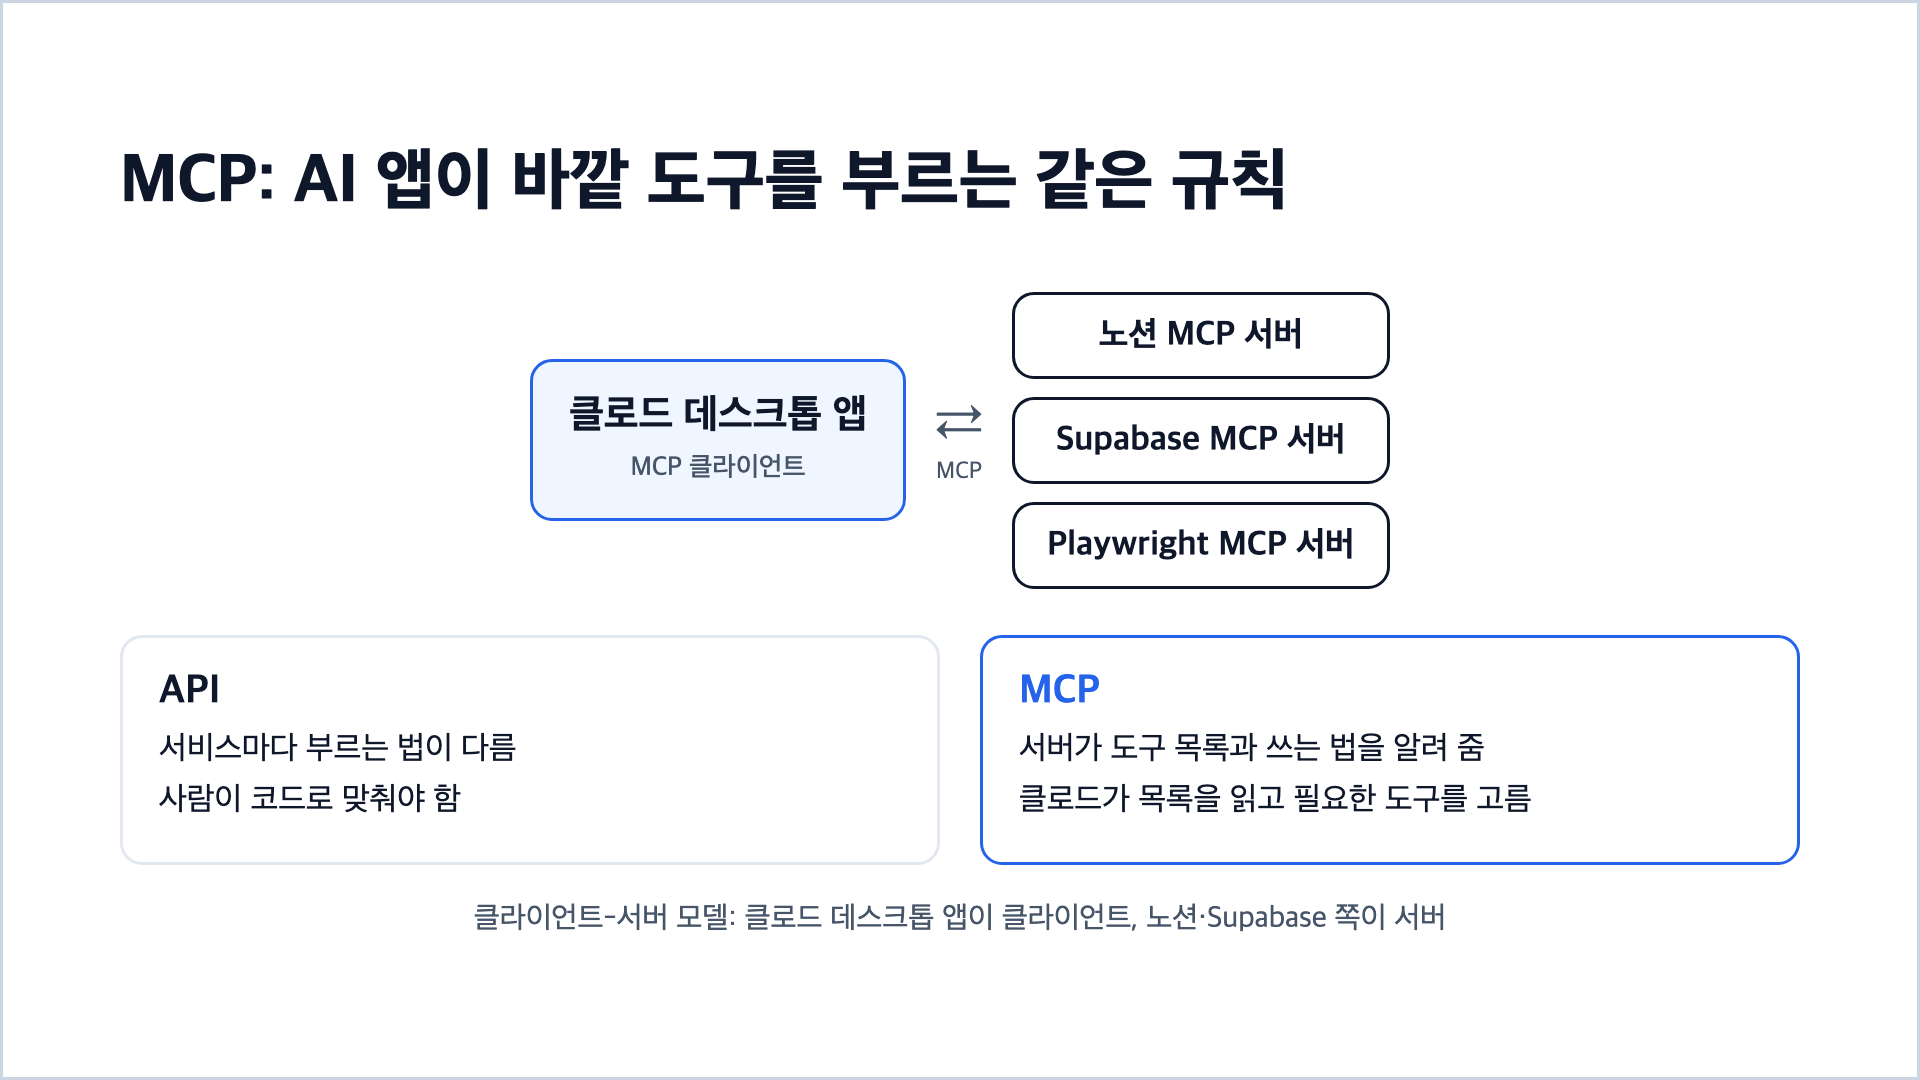 MCP: AI 앱이 바깥 도구를 부르는 같은 규칙
클로드 데스크톱 앱
MCP 클라이언트
⇄
MCP
노션 MCP 서버
Supabase MCP 서버
Playwright MCP 서버
API
서비스마다 부르는 법이 다름
사람이 코드로 맞춰야 함
MCP
서버가 도구 목록과 쓰는 법을 알려 줌
클로드가 목록을 읽고 필요한 도구를 고름
클라이언트-서버 모델: 클로드 데스크톱 앱이 클라이언트, 노션·Supabase 쪽이 서버